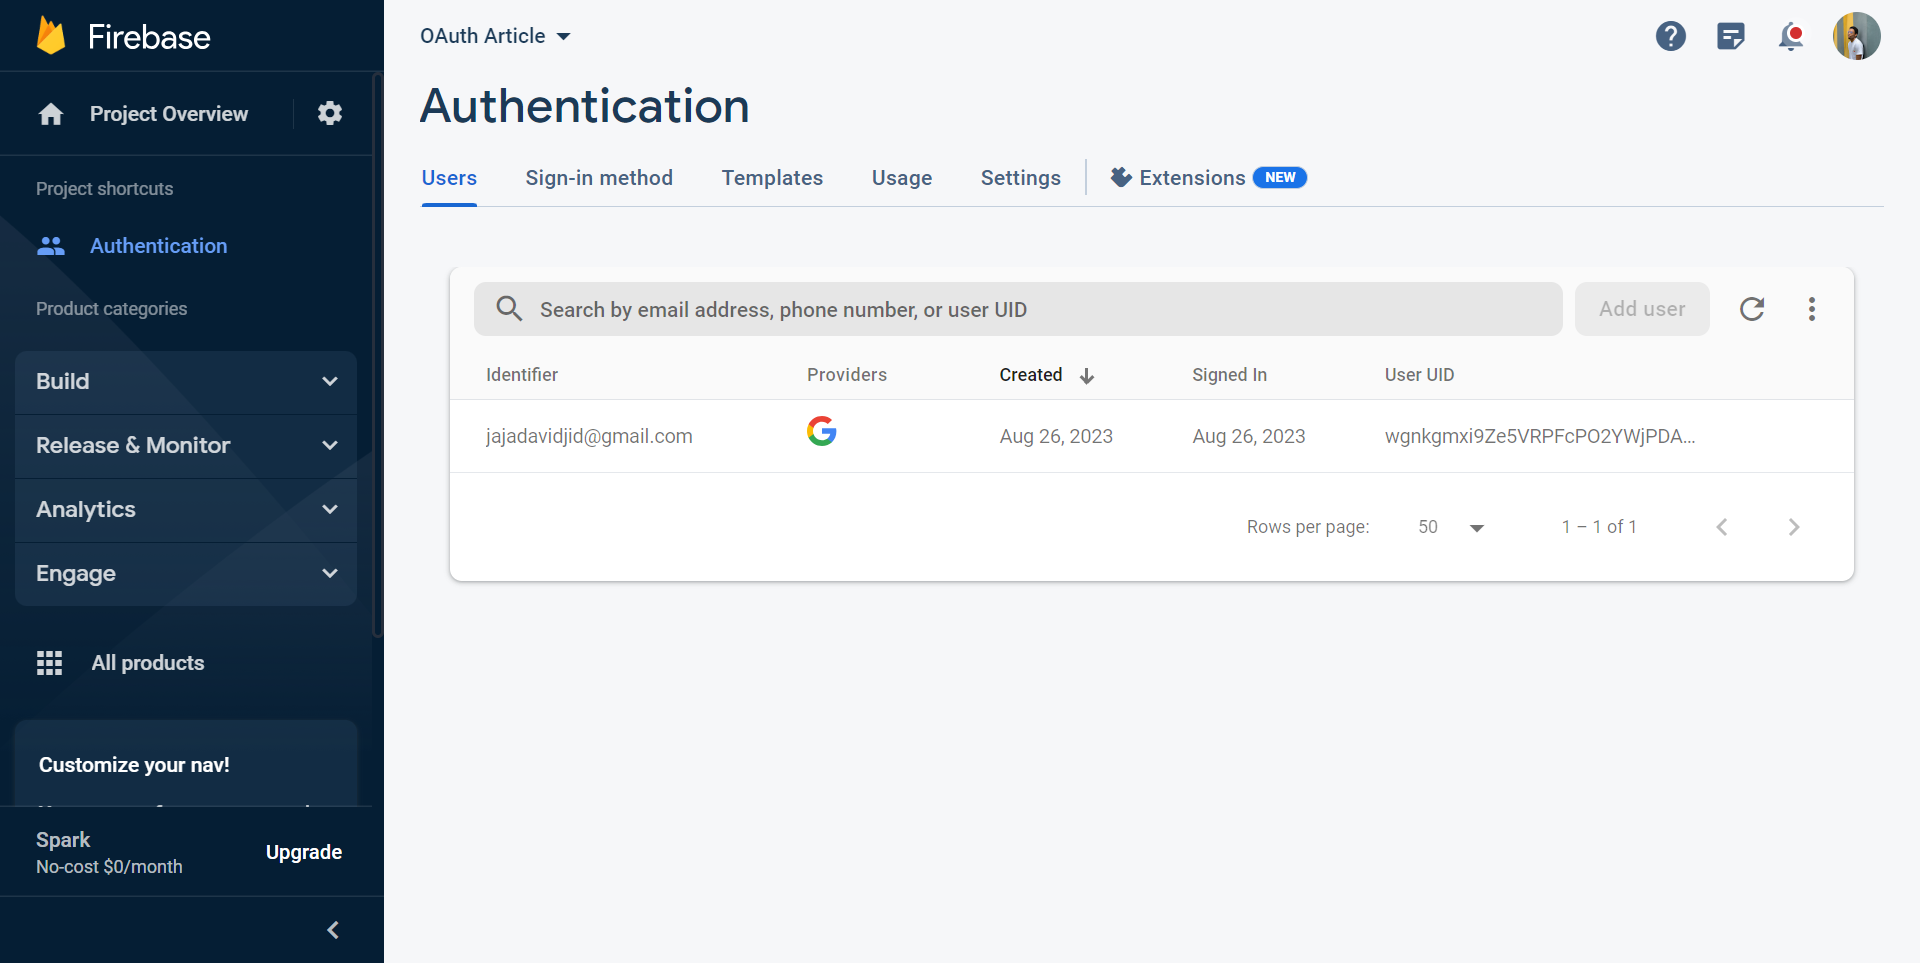 Firebase
OAuth Article
Project Overview
Authentication
Users
Sign-in method
Templates
Usage
Settings
Extensions
NEW
Project shortcuts
Authentication
Product categories
Build
Release & Monitor
Analytics
Engage
All products
Customize your nav!
Spark
No-cost $0/month
Upgrade
Search by email address, phone number, or user UID
Add user
Identifier
Providers
Created
Signed In
User UID
jajadavidjid@gmail.com
Aug 26, 2023
Aug 26, 2023
wgnkgmxi9Ze5VRPFcPO2YWjPDA...
Rows per page:
50
1 – 1 of 1